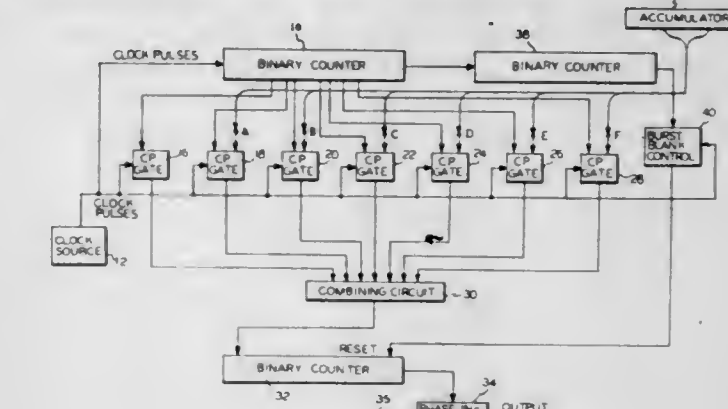 ACCUMULATOR
14
38
CLOCK PULSES
BINARY COUNTER
BINARY COUNTER
40
A
B
C
D
E
F
BURST
BLANK
CONTROL
CP
GATE
16
CP
GATE
18
CP
GATE
20
CP
GATE
22
CP
GATE
24
CP
GATE
26
CP
GATE
28
CLOCK
PULSES
CLOCK
SOURCE
12
COMBINING CIRCUIT
30
RESET
BINARY COUNTER
32
34
35
OUTPUT